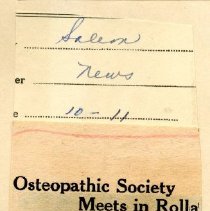 Salem
er News
e 10-11
Osteopathic Society
Meets in Rolla